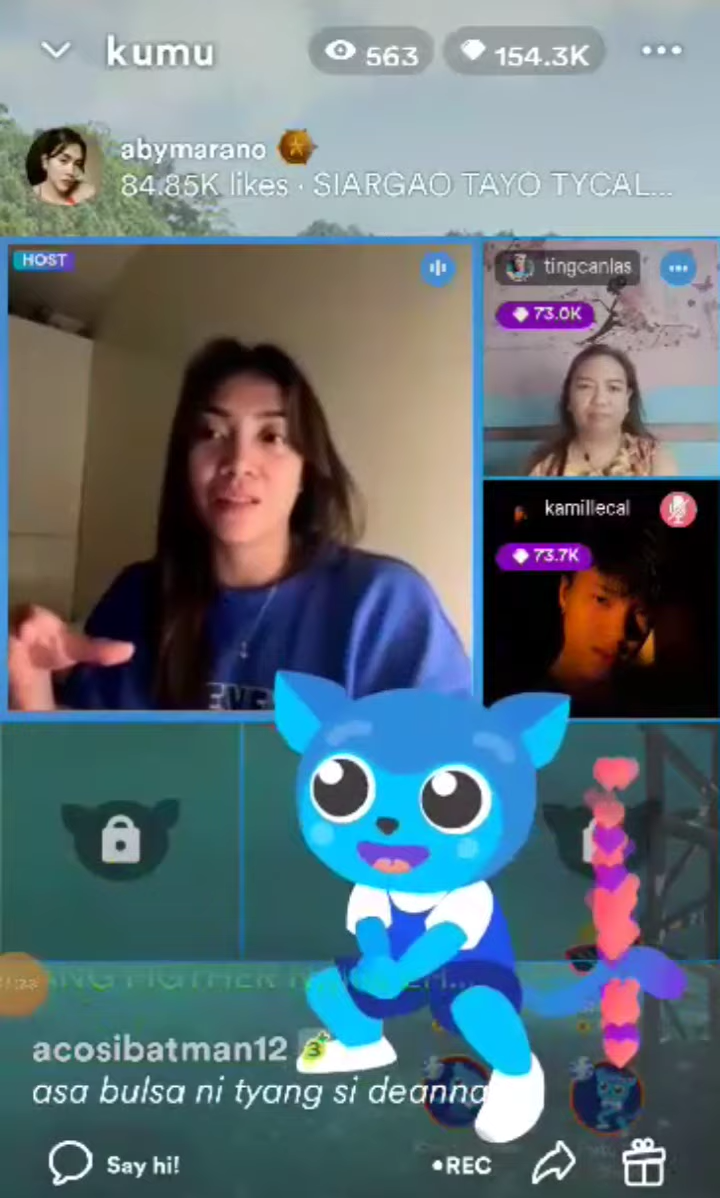 kumu
563
154.3K
abymarano
84.85K likes · SIARGAO TAYO TYCAL...
HOST
tingcanlas
73.0K
kamillecal
73.7K
acosibatman12 3
asa bulsa ni tyang si deanna
Say hi!
•REC